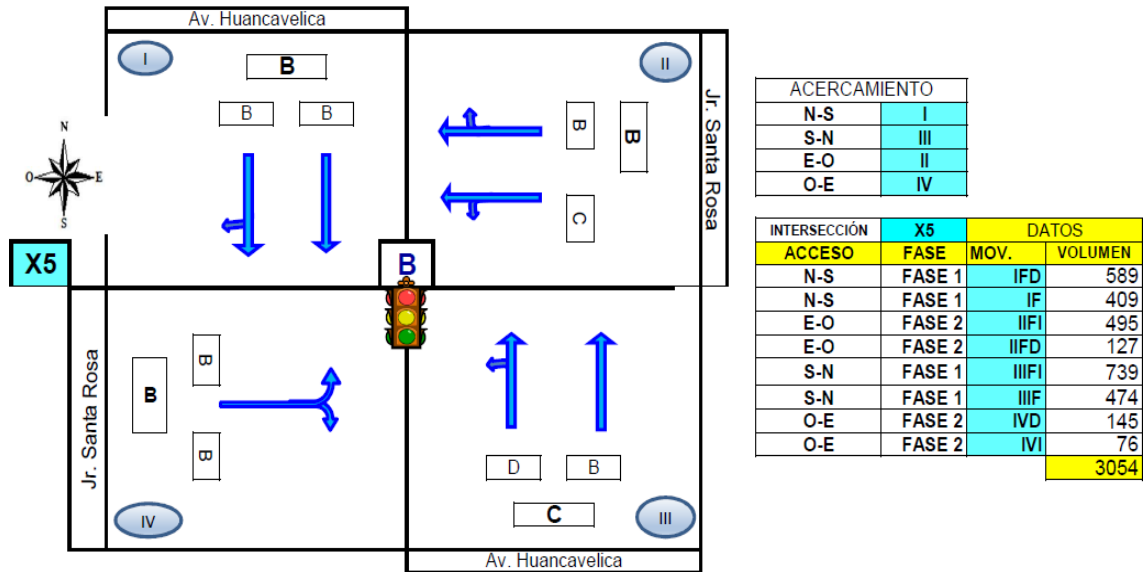 Av. Huancavelica
I
B
B B
II
B
B
C
Jr. Santa Rosa
N
O E
S
X5
B
Jr. Santa Rosa
B
B
B
IV
D B
C
III
Av. Huancavelica
ACERCAMIENTO
N-S I
S-N III
E-O II
O-E IV
INTERSECCIÓN X5 DATOS
ACCESO FASE MOV. VOLUMEN
N-S FASE 1 IFD 589
N-S FASE 1 IF 409
E-O FASE 2 IIFI 495
E-O FASE 2 IIFD 127
S-N FASE 1 IIIFI 739
S-N FASE 1 IIIF 474
O-E FASE 2 IVD 145
O-E FASE 2 IVI 76
3054